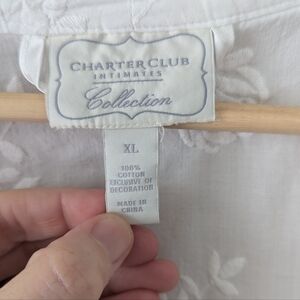 CHARTER CLUB
INTIMATES
Collection
XL
100%
COTTON
EXCLUSIVE OF
DECORATION
MADE IN
CHINA